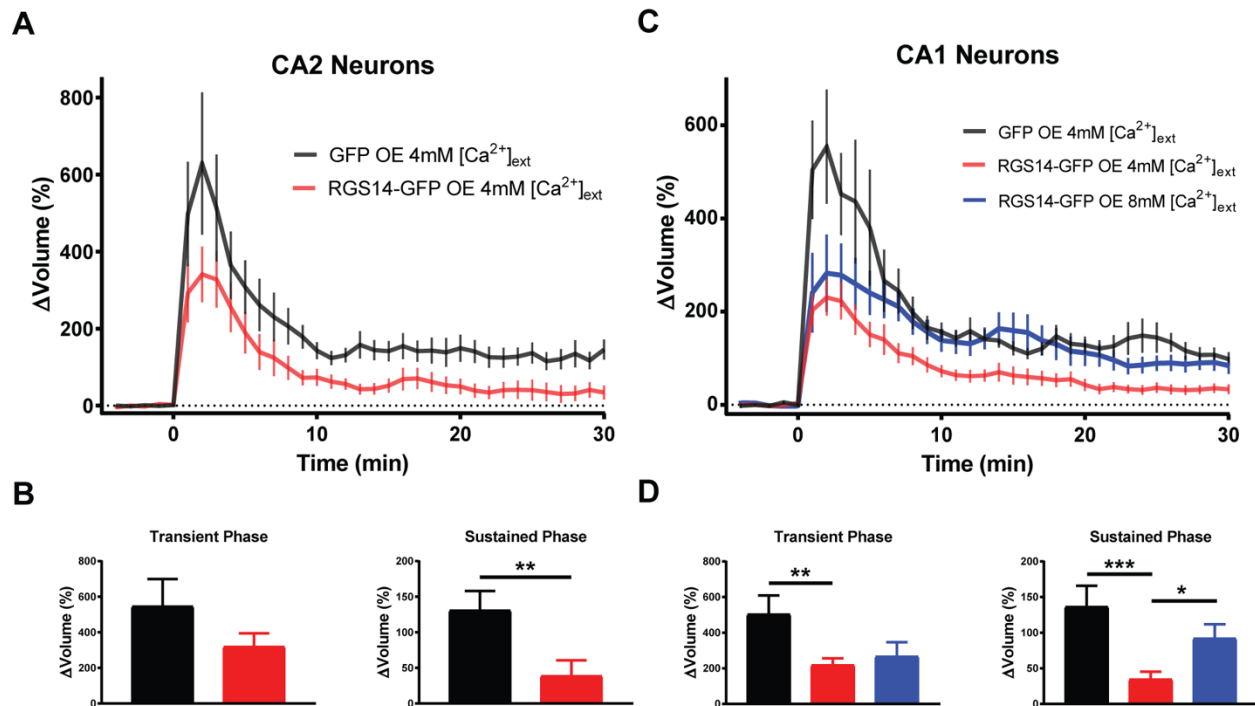 A
CA2 Neurons
ΔVolume (%)
800
600
400
200
0
GFP OE 4mM [Ca²⁺]ext
RGS14-GFP OE 4mM [Ca²⁺]ext
0
10
20
30
Time (min)
C
CA1 Neurons
ΔVolume (%)
600
400
200
0
GFP OE 4mM [Ca²⁺]ext
RGS14-GFP OE 4mM [Ca²⁺]ext
RGS14-GFP OE 8mM [Ca²⁺]ext
0
10
20
30
Time (min)
B
Transient Phase
ΔVolume (%)
800
600
400
200
0
Sustained Phase
ΔVolume (%)
200
150
100
50
0
**
D
Transient Phase
ΔVolume (%)
800
600
400
200
0
**
Sustained Phase
ΔVolume (%)
200
150
100
50
0
***
*